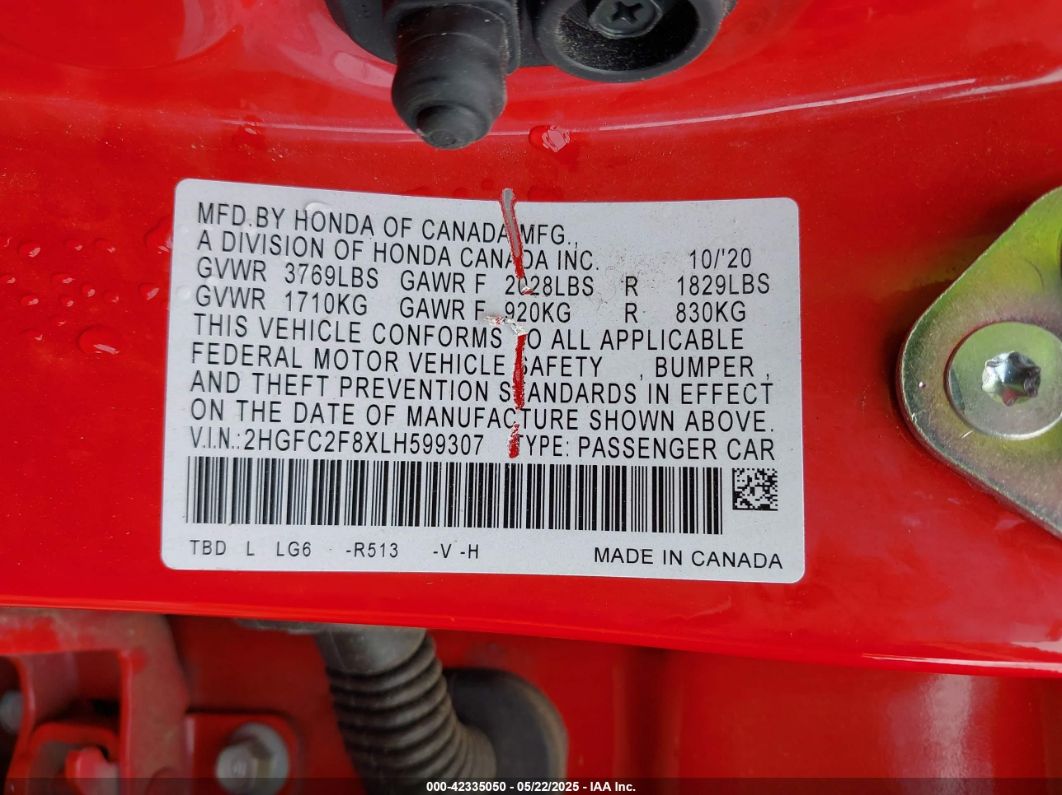 MFD.BY HONDA OF CANADA MFG.,
A DIVISION OF HONDA CANADA INC. 10/'20
GVWR 3769LBS GAWR F 2028LBS R 1829LBS
GVWR 1710KG GAWR F 920KG R 830KG
THIS VEHICLE CONFORMS TO ALL APPLICABLE
FEDERAL MOTOR VEHICLE SAFETY , BUMPER ,
AND THEFT PREVENTION STANDARDS IN EFFECT
ON THE DATE OF MANUFACTURE SHOWN ABOVE.
V.I.N.:2HGFC2F8XLH599307 TYPE: PASSENGER CAR
TBD L LG6 -R513 -V -H MADE IN CANADA
000-42335050 - 05/22/2025 - IAA Inc.